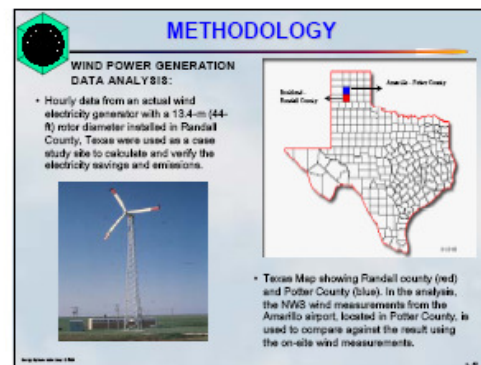 METHODOLOGY
WIND POWER GENERATION
DATA ANALYSIS:
• Hourly data from an actual wind
electricity generator with a 13.4-m (44-
ft) rotor diameter installed in Randall
County, Texas were used as a case
study site to calculate and verify the
electricity savings and emissions.
Amarillo - Potter County
Randall County
• Texas Map showing Randall county (red)
and Potter County (blue). In the analysis,
the NWS wind measurements from the
Amarillo airport, located in Potter County, is
used to compare against the result using
the on-site wind measurements.